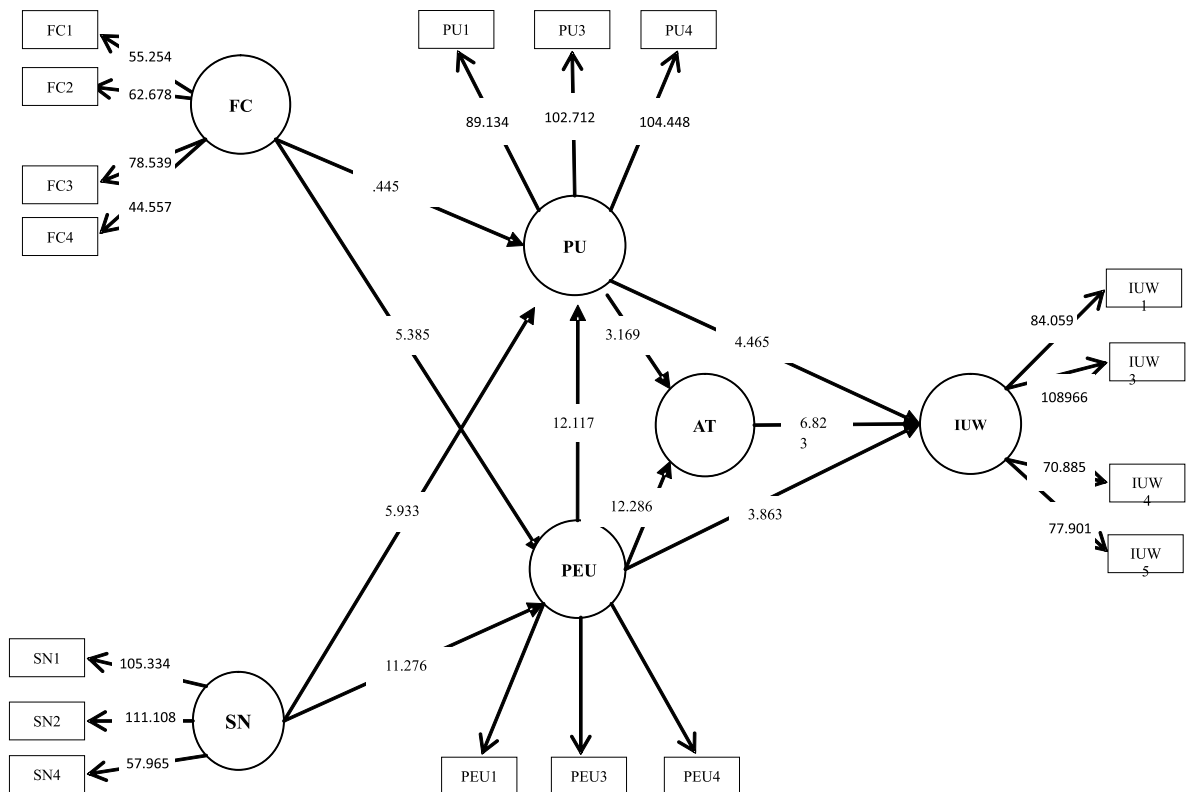 FC1
55.254
FC2
62.678
FC
78.539
FC3
44.557
FC4
PU1
PU3
PU4
89.134
102.712
104.448
.445
PU
5.385
3.169
4.465
IUW
1
84.059
IUW
3
108966
12.117
AT
6.82
3
IUW
70.885
IUW
4
77.901
IUW
5
5.933
12.286
3.863
PEU
11.276
SN1
105.334
SN2
111.108
SN
SN4
57.965
PEU1
PEU3
PEU4